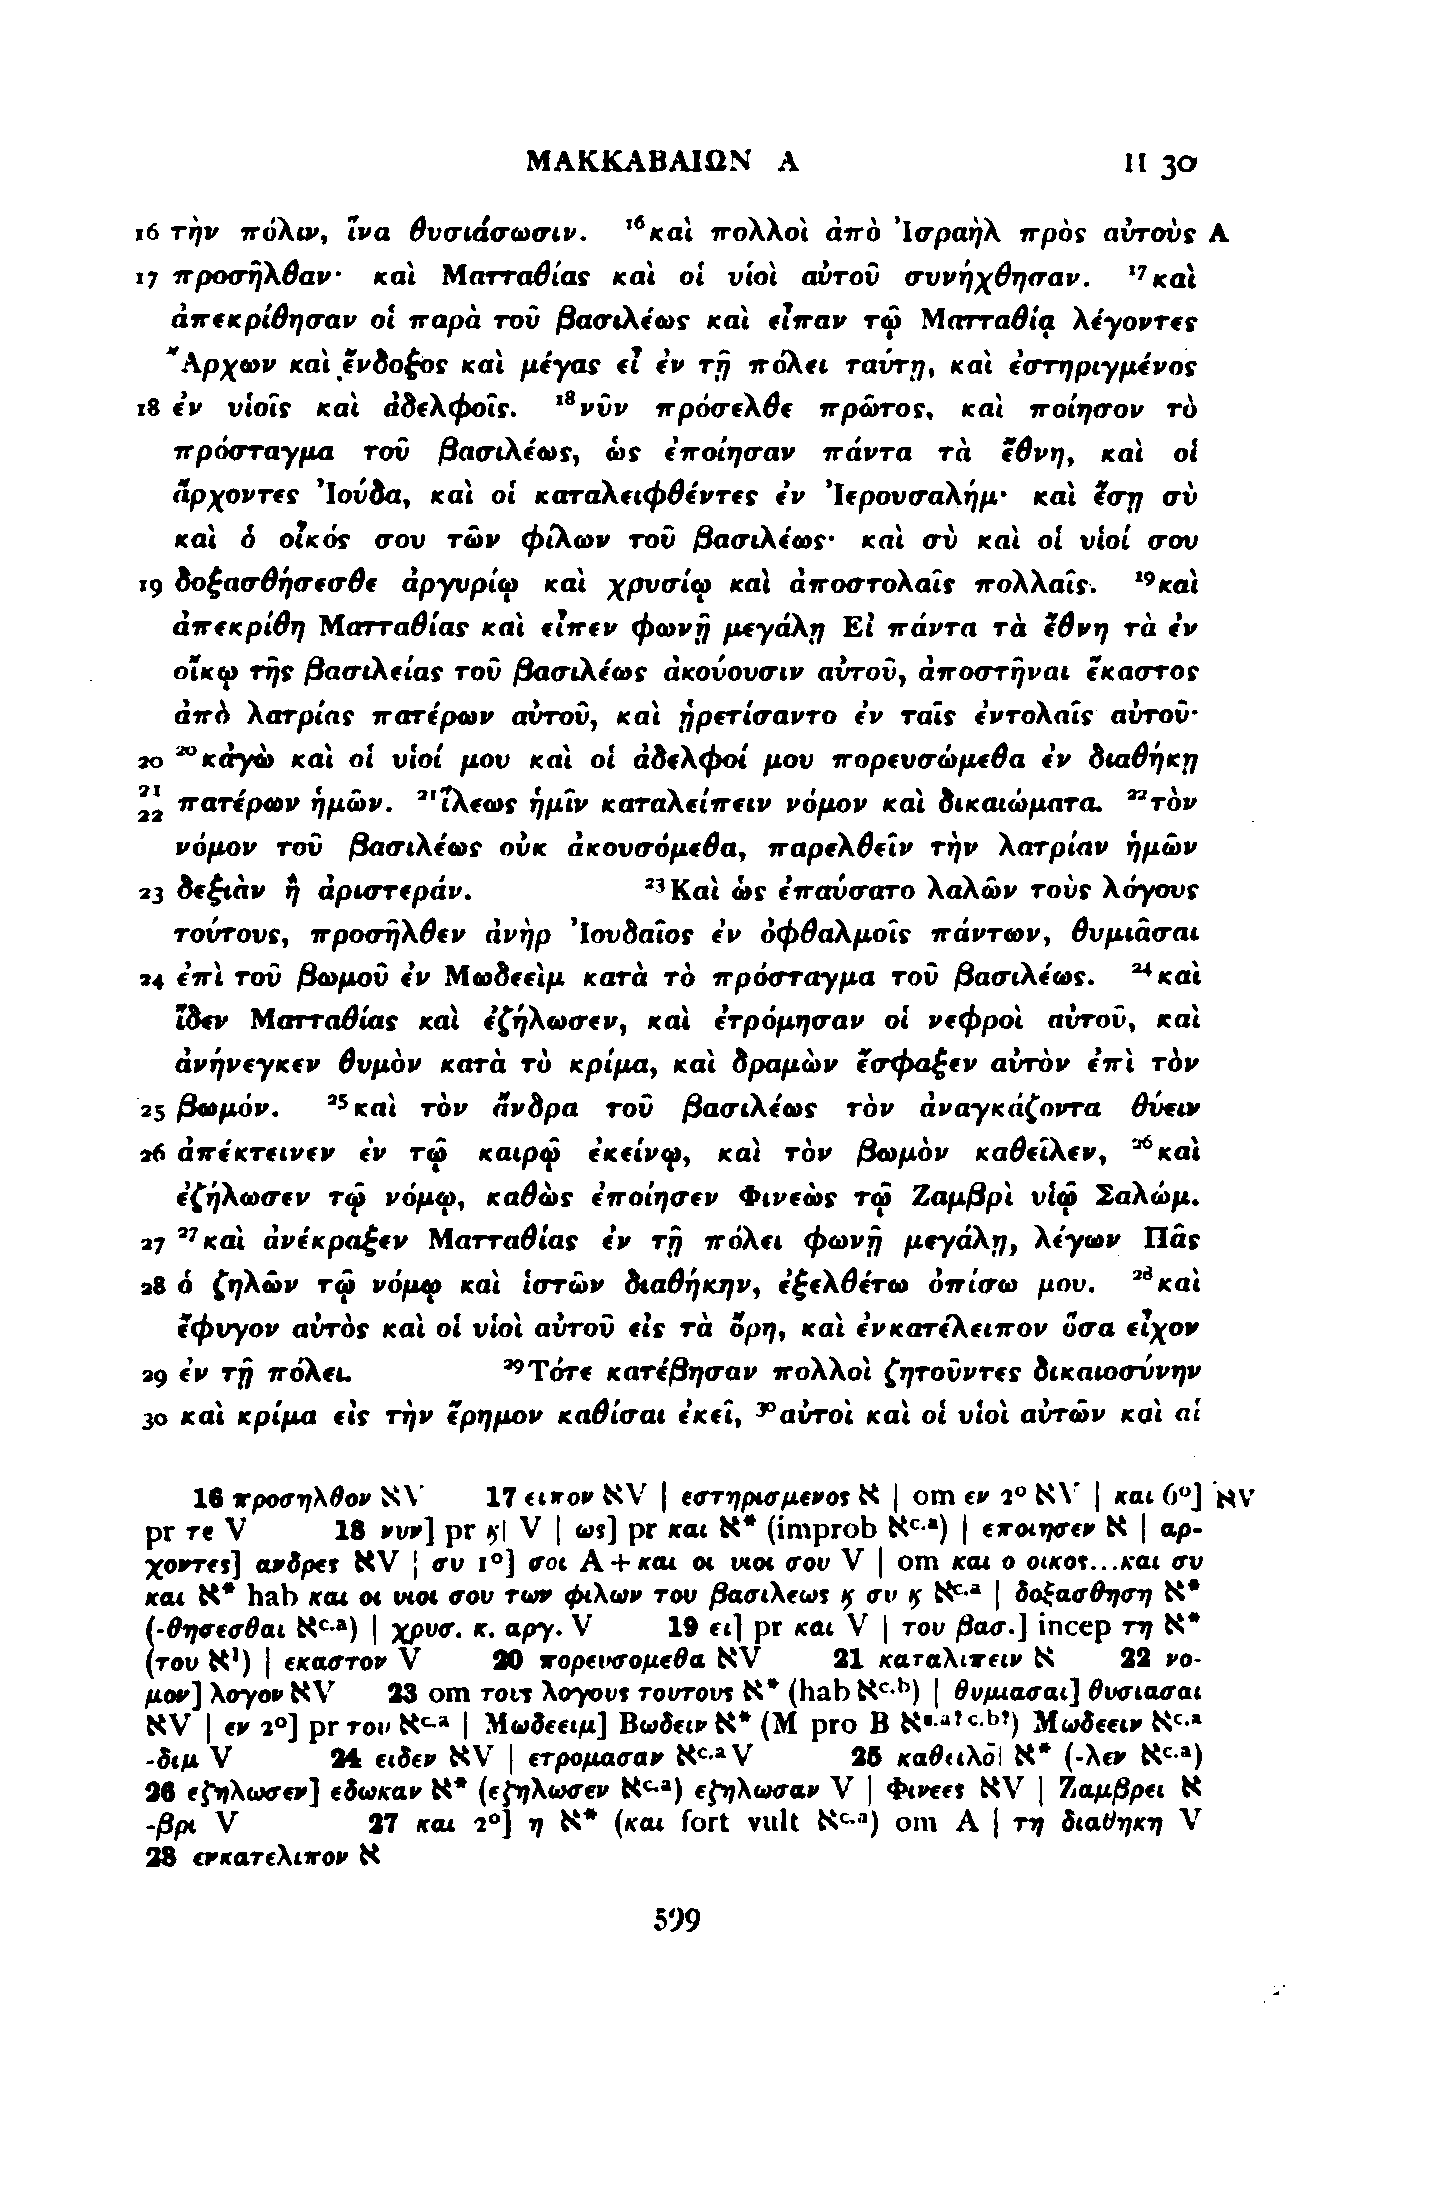 ΜΑΚΚΑΒΑΙΩΝ Α II 30
16 τὴν πόλιν, ἵνα θυσιάσωσιν. ¹⁶καὶ πολλοὶ ἀπὸ Ἰσραὴλ πρὸς αὐτοὺς Α
17 προσῆλθαν· καὶ Ματταθίας καὶ οἱ υἱοὶ αὐτοῦ συνήχθησαν. ¹⁷καὶ
ἀπεκρίθησαν οἱ παρὰ τοῦ βασιλέως καὶ εἶπαν τῷ Ματταθίᾳ λέγοντες
Ἄρχων καὶ ἔνδοξος καὶ μέγας εἶ ἐν τῇ πόλει ταύτῃ, καὶ ἐστηριγμένος
18 ἐν υἱοῖς καὶ ἀδελφοῖς. ¹⁸νῦν πρόσελθε πρῶτος, καὶ ποίησον τὸ
πρόσταγμα τοῦ βασιλέως, ὡς ἐποίησαν πάντα τὰ ἔθνη, καὶ οἱ
ἄρχοντες Ἰούδα, καὶ οἱ καταλειφθέντες ἐν Ἰερουσαλήμ· καὶ ἔσῃ σὺ
καὶ ὁ οἶκός σου τῶν φίλων τοῦ βασιλέως· καὶ σὺ καὶ οἱ υἱοί σου
19 δοξασθήσεσθε ἀργυρίῳ καὶ χρυσίῳ καὶ ἀποστολαῖς πολλαῖς. ¹⁹καὶ
ἀπεκρίθη Ματταθίας καὶ εἶπεν φωνῇ μεγάλῃ Εἰ πάντα τὰ ἔθνη τὰ ἐν
οἴκῳ τῆς βασιλείας τοῦ βασιλέως ἀκούουσιν αὐτοῦ, ἀποστῆναι ἕκαστος
ἀπὸ λατρίας πατέρων αὐτοῦ, καὶ ᾑρετίσαντο ἐν ταῖς ἐντολαῖς αὐτοῦ·
20 ²⁰κἀγὼ καὶ οἱ υἱοί μου καὶ οἱ ἀδελφοί μου πορευσώμεθα ἐν διαθήκῃ
21 22 πατέρων ἡμῶν. ²¹ἵλεως ἡμῖν καταλείπειν νόμον καὶ δικαιώματα. ²²τὸν
νόμον τοῦ βασιλέως οὐκ ἀκουσόμεθα, παρελθεῖν τὴν λατρίαν ἡμῶν
23 δεξιὰν ἢ ἀριστεράν. ²³Καὶ ὡς ἐπαύσατο λαλῶν τοὺς λόγους
τούτους, προσῆλθεν ἀνὴρ Ἰουδαῖος ἐν ὀφθαλμοῖς πάντων, θυμιᾶσαι
24 ἐπὶ τοῦ βωμοῦ ἐν Μωδεεὶμ κατὰ τὸ πρόσταγμα τοῦ βασιλέως. ²⁴καὶ
ἴδεν Ματταθίας καὶ ἐζήλωσεν, καὶ ἐτρόμησαν οἱ νεφροὶ αὐτοῦ, καὶ
ἀνήνεγκεν θυμὸν κατὰ τὸ κρίμα, καὶ δραμὼν ἔσφαξεν αὐτὸν ἐπὶ τὸν
25 βωμόν. ²⁵καὶ τὸν ἄνδρα τοῦ βασιλέως τὸν ἀναγκάζοντα θύειν
26 ἀπέκτεινεν ἐν τῷ καιρῷ ἐκείνῳ, καὶ τὸν βωμὸν καθεῖλεν, ²⁶καὶ
ἐζήλωσεν τῷ νόμῳ, καθὼς ἐποίησεν Φινεὼς τῷ Ζαμβρὶ υἱῷ Σαλώμ.
27 ²⁷καὶ ἀνέκραξεν Ματταθίας ἐν τῇ πόλει φωνῇ μεγάλῃ, λέγων Πᾶς
28 ὁ ζηλῶν τῷ νόμῳ καὶ ἱστῶν διαθήκην, ἐξελθέτω ὀπίσω μου. ²⁸καὶ
ἔφυγον αὐτὸς καὶ οἱ υἱοὶ αὐτοῦ εἰς τὰ ὄρη, καὶ ἐνκατέλειπον ὅσα εἶχον
29 ἐν τῇ πόλει. ²⁹Τότε κατέβησαν πολλοὶ ζητοῦντες δικαιοσύνην
30 καὶ κρίμα εἰς τὴν ἔρημον καθίσαι ἐκεῖ, ³⁰αὐτοὶ καὶ οἱ υἱοὶ αὐτῶν καὶ αἱ
16 προσηλθον אV 17 ειπον אV | εστηρισμενος א | om εν 2° אV | και 6°] אV
pr τε V 18 νυν] pr ϗ V | ως] pr και א* (improb אᶜ·ᵃ) | εποιησεν א | αρ-
χοντες] ανδρες אV | συ 1°] σοι A + και οι υιοι σου V | om και ο οικος...και συ
και א* hab και οι υιοι σου των φιλων του βασιλεως ϗ συ ϗ אᶜ·ᵃ | δοξασθηση א*
(-θησεσθαι אᶜ·ᵃ) | χρυσ. κ. αργ. V 19 ει] pr και V | του βασ.] incep τη א*
(του א¹) | εκαστον V 20 πορευσομεθα אV 21 καταλιπειν א 22 νο-
μον] λογον אV 23 om τους λογους τουτους א* (hab אᶜ·ᵇ) | θυμιασαι] θυσιασαι
אV | εν 2°] pr του אᶜ·ᵃ | Μωδεειμ] Βωδειν א* (M pro B א*·ᵃ?ᶜ·ᵇ?) Μωδεειν אᶜ·ᵃ
-διμ V 24 ειδεν אV | ετρομασαν אᶜ·ᵃ V 25 א* (-λεν אᶜ·ᵃ)
26 εζηλωσεν] εδωκαν א* (εζηλωσεν אᶜ·ᵃ) εζηλωσαν V | Φινεες אV | Ζαμβρει א
-βρι V 27 και 2°] η א* (και fort vult אᶜ·ᵃ) om A | τη διαθηκη V
28 ενκατελιπον א
599